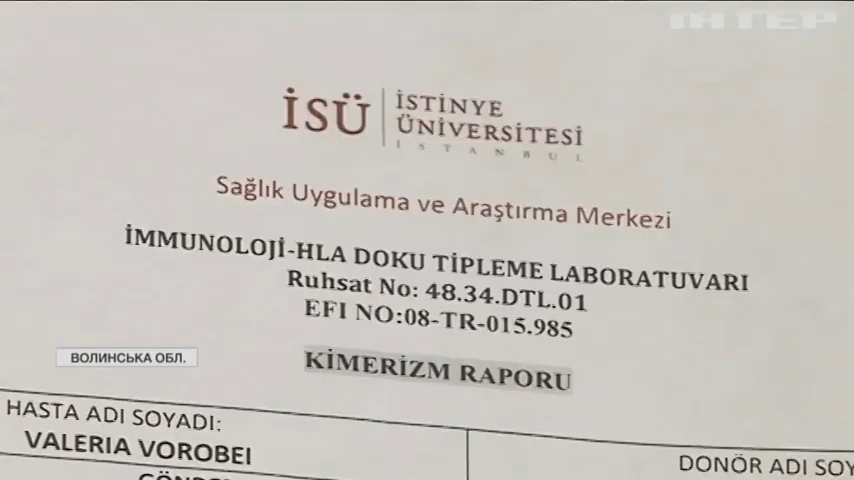 ІНТЕР
İSÜ
İSTİNYE
ÜNİVERSİTESİ
İSTANBUL
Sağlık Uygulama ve Araştırma Merkezi
İMMUNOLOJİ-HLA DOKU TİPLEME LABORATUVARI
Ruhsat No: 48.34.DTL.01
EFI NO:08-TR-015.985
ВОЛИНСЬКА ОБЛ.
KİMERİZM RAPORU
HASTA ADI SOYADI:
VALERIA VOROBEI
DONÖR ADI SOY